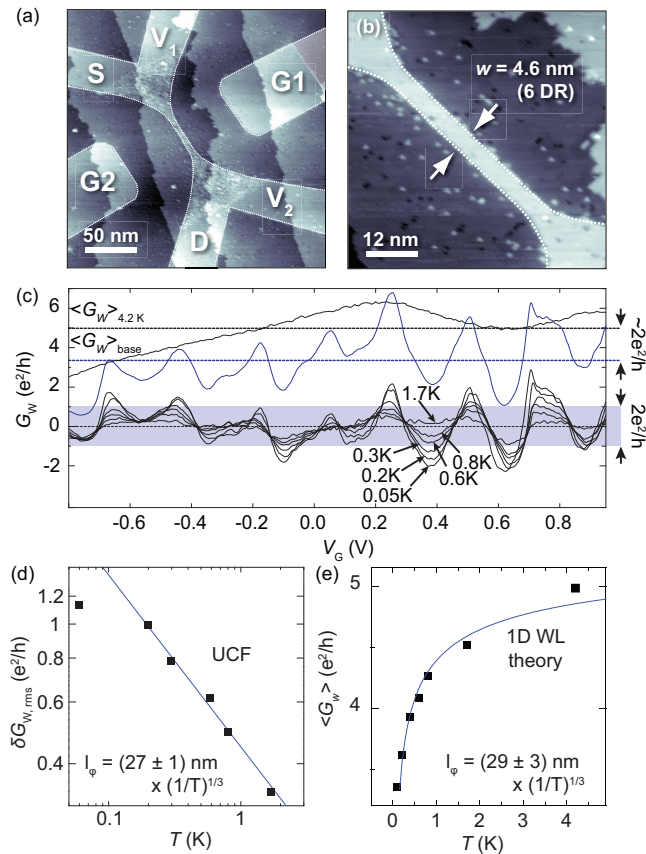 (a)
V1
S
G1
G2
V2
D
50 nm
(b)
w = 4.6 nm
(6 DR)
12 nm
(c)
6
4
2
0
-2
GW (e²/h)
<GW>4.2 K
<GW>base
1.7K
0.3K
0.8K
0.2K
0.6K
0.05K
~2e²/h
2e²/h
-0.6
-0.4
-0.2
0.0
0.2
0.4
0.6
0.8
VG (V)
(d)
1.2
1
0.8
0.6
0.4
δGW,rms (e²/h)
UCF
lφ = (27 ± 1) nm
x (1/T)1/3
0.1
1
T (K)
(e)
5
4
<Gw> (e²/h)
1D WL
theory
lφ = (29 ± 3) nm
x (1/T)1/3
0
1
2
3
4
T (K)